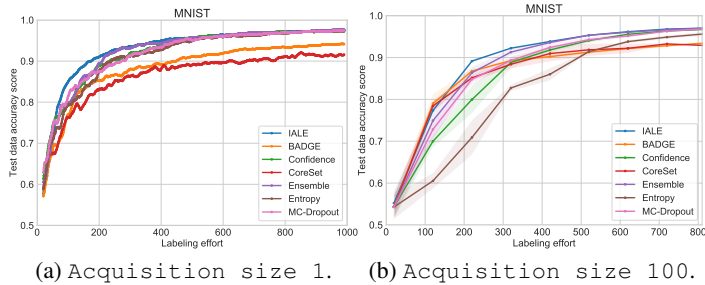 MNIST
Test data accuracy score
1.0
0.9
0.8
0.7
0.6
0.5
0
200
400
600
800
1000
Labeling effort
IALE
BADGE
Confidence
CoreSet
Ensemble
Entropy
MC-Dropout
(a) Acquisition size 1.
MNIST
Test data accuracy score
1.0
0.9
0.8
0.7
0.6
0.5
0
100
200
300
400
500
600
700
800
Labeling effort
IALE
BADGE
Confidence
CoreSet
Ensemble
Entropy
MC-Dropout
(b) Acquisition size 100.